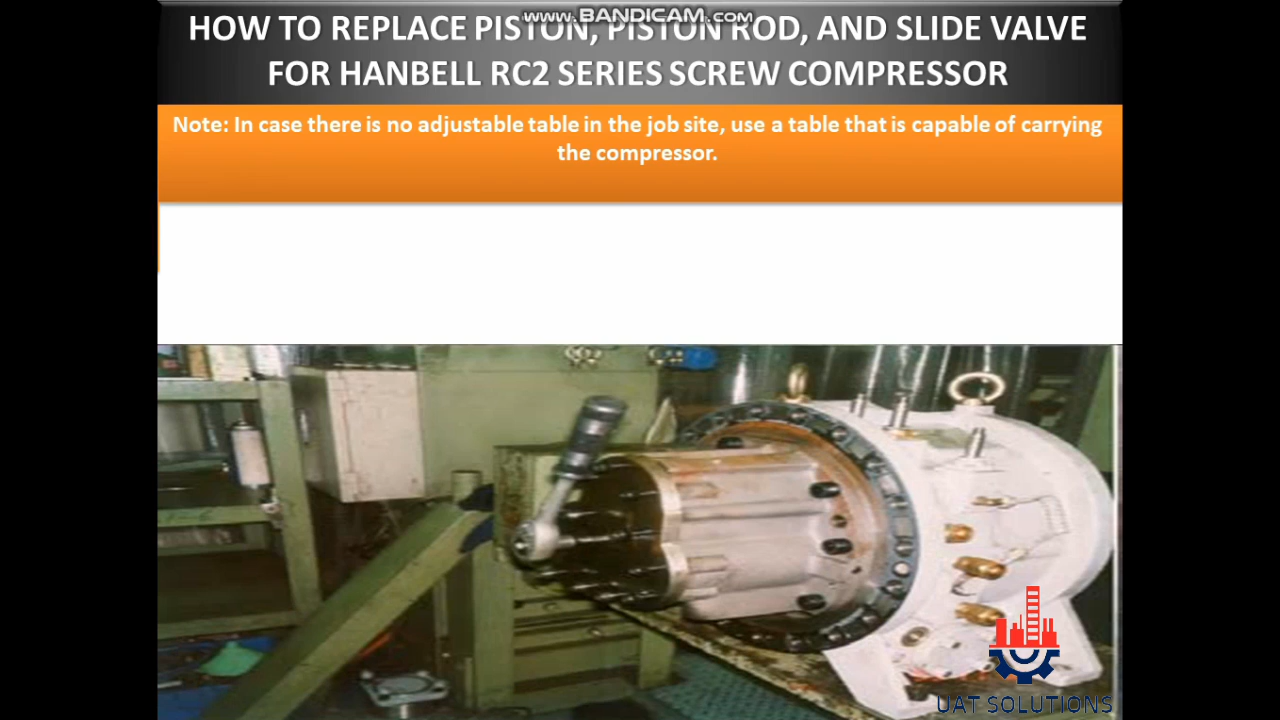 www.BANDICAM.com
HOW TO REPLACE PISTON, PISTON ROD, AND SLIDE VALVE
FOR HANBELL RC2 SERIES SCREW COMPRESSOR
Note: In case there is no adjustable table in the job site, use a table that is capable of carrying
the compressor.
UAT SOLUTIONS